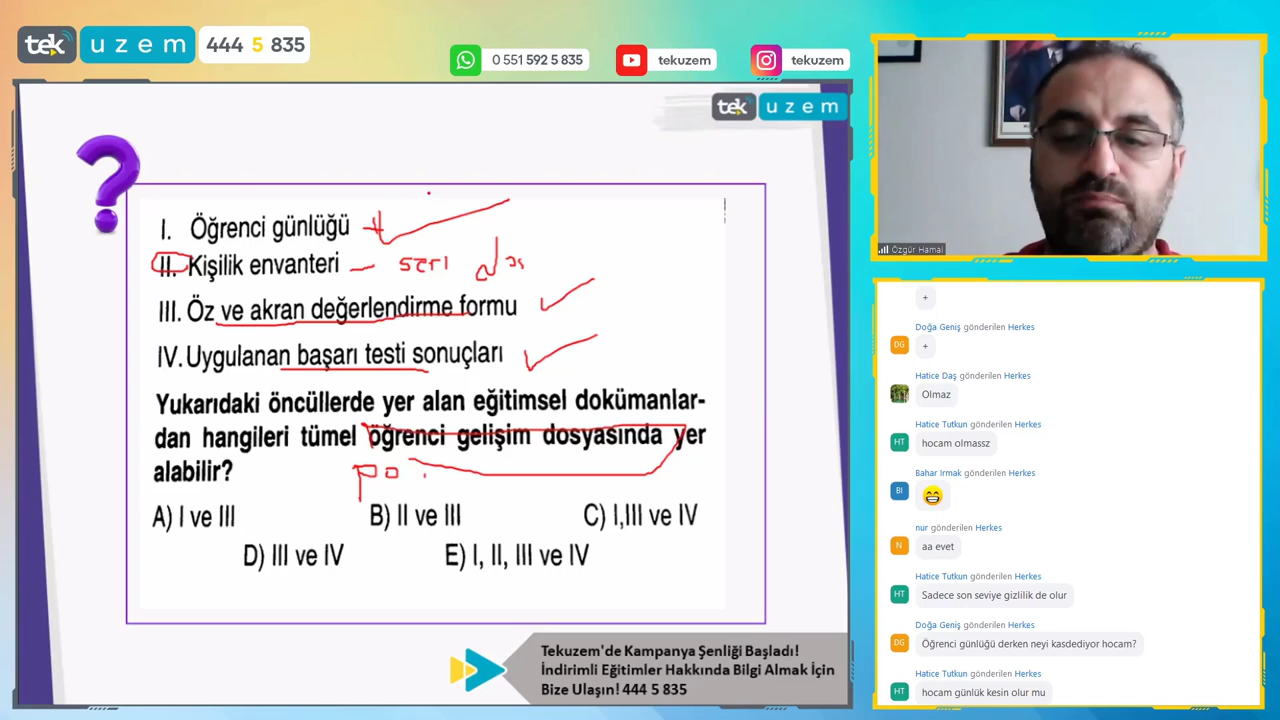 tek uzem 444 5 835
0 551 592 5 835
tekuzem
tekuzem
tek uzem
I. Öğrenci günlüğü
II. Kişilik envanteri
III. Öz ve akran değerlendirme formu
IV. Uygulanan başarı testi sonuçları
Yukarıdaki öncüllerde yer alan eğitimsel dokümanlar-
dan hangileri tümel öğrenci gelişim dosyasında yer
alabilir?
po
A) I ve III
B) II ve III
C) I,III ve IV
D) III ve IV
E) I, II, III ve IV
Tekuzem'de Kampanya Şenliği Başladı!
İndirimli Eğitimler Hakkında Bilgi Almak İçin
Bize Ulaşın! 444 5 835
Özgür Hamal
+
Doğa Geniş gönderilen Herkes
DG
+
Hatice Daş gönderilen Herkes
Olmaz
Hatice Tutkun gönderilen Herkes
HT
hocam olmassz
Bahar Irmak gönderilen Herkes
BI
nur gönderilen Herkes
N
aa evet
Hatice Tutkun gönderilen Herkes
HT
Sadece son seviye gizlilik de olur
Doğa Geniş gönderilen Herkes
DG
Öğrenci günlüğü derken neyi kasdediyor hocam?
Hatice Tutkun gönderilen Herkes
HT
hocam günlük kesin olur mu